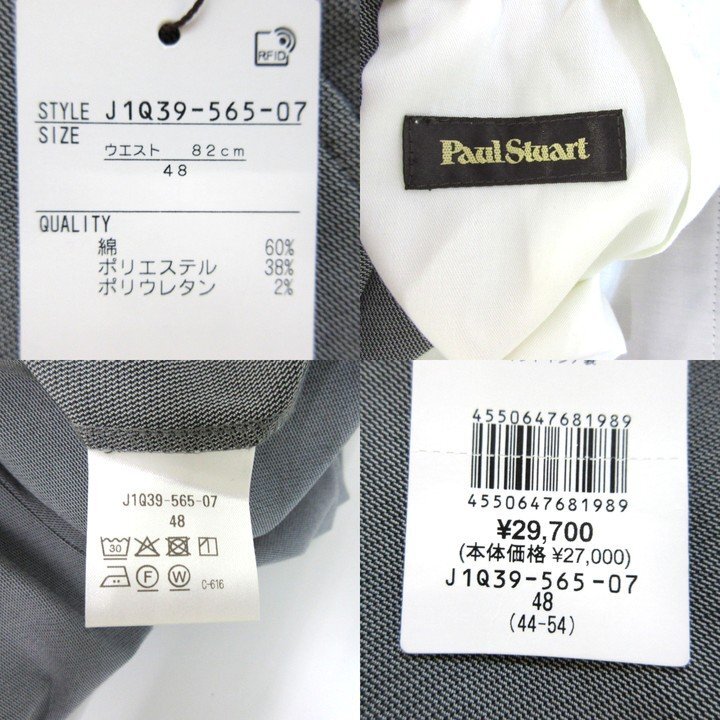 RFID
STYLE J1Q39-565-07
SIZE
ウエスト 82cm
48
QUALITY
綿 60%
ポリエステル 38%
ポリウレタン 2%
Paul Stuart
J1Q39-565-07
48
30
F W C-616
4550647681989
4550647681989
¥29,700
(本体価格 ¥27,000)
J1Q39-565-07
48
(44-54)